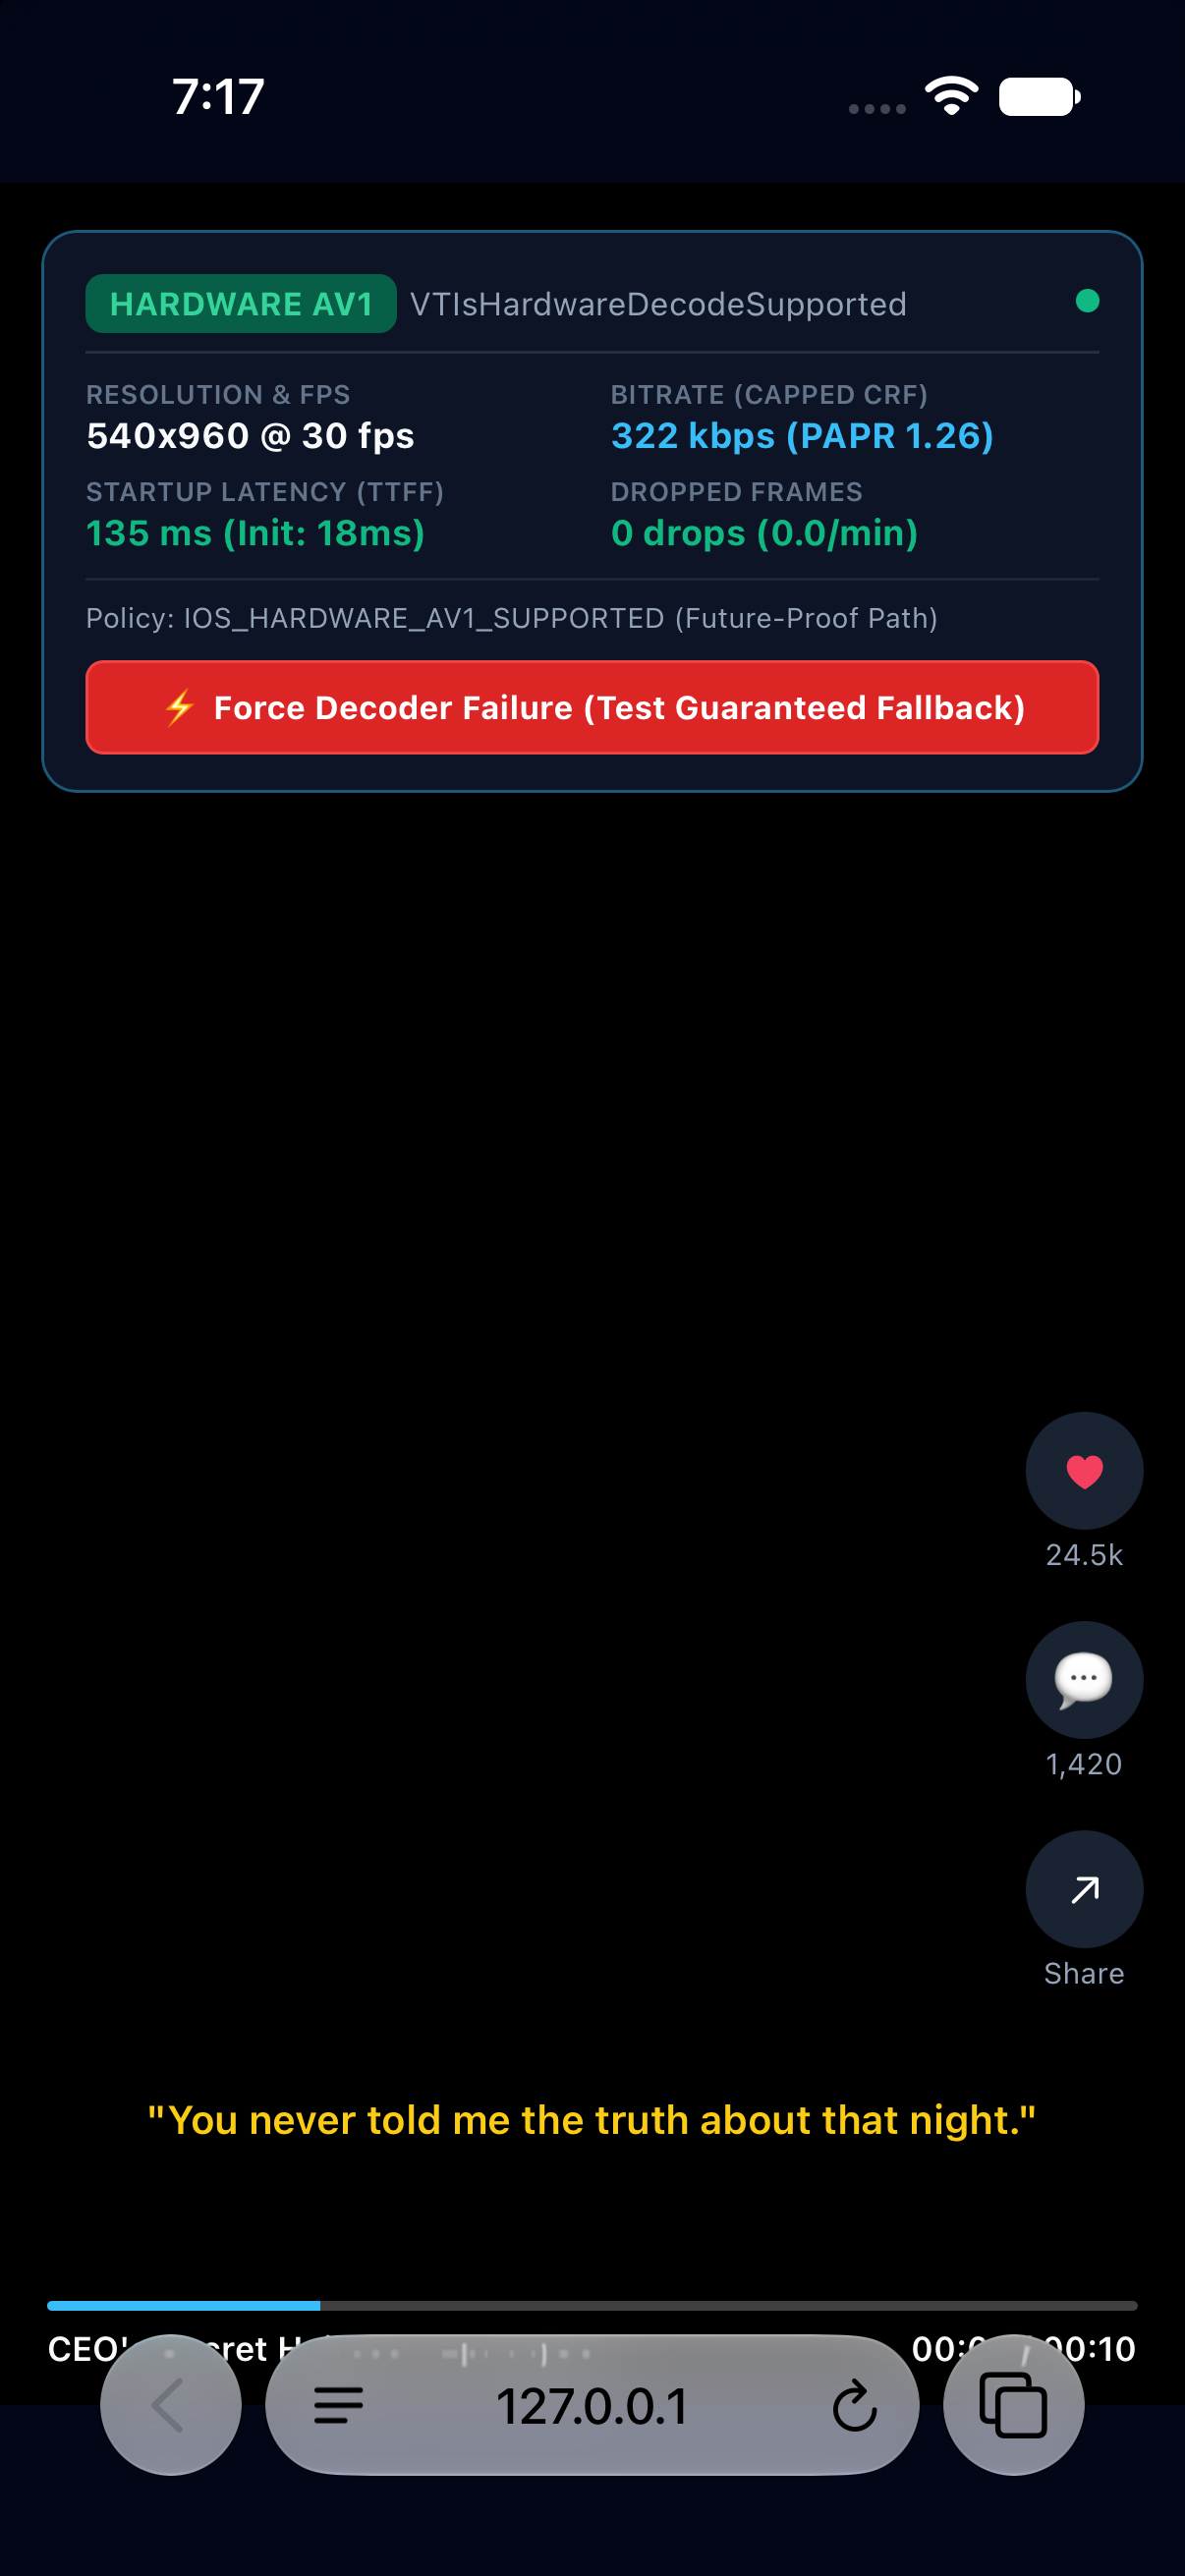 7:17
HARDWARE AV1 VTIsHardwareDecodeSupported
RESOLUTION & FPS
540x960 @ 30 fps
BITRATE (CAPPED CRF)
322 kbps (PAPR 1.26)
STARTUP LATENCY (TTFF)
135 ms (Init: 18ms)
DROPPED FRAMES
0 drops (0.0/min)
Policy: IOS_HARDWARE_AV1_SUPPORTED (Future-Proof Path)
⚡ Force Decoder Failure (Test Guaranteed Fallback)
24.5k
1,420
Share
"You never told me the truth about that night."
CEO's
00:10
127.0.0.1